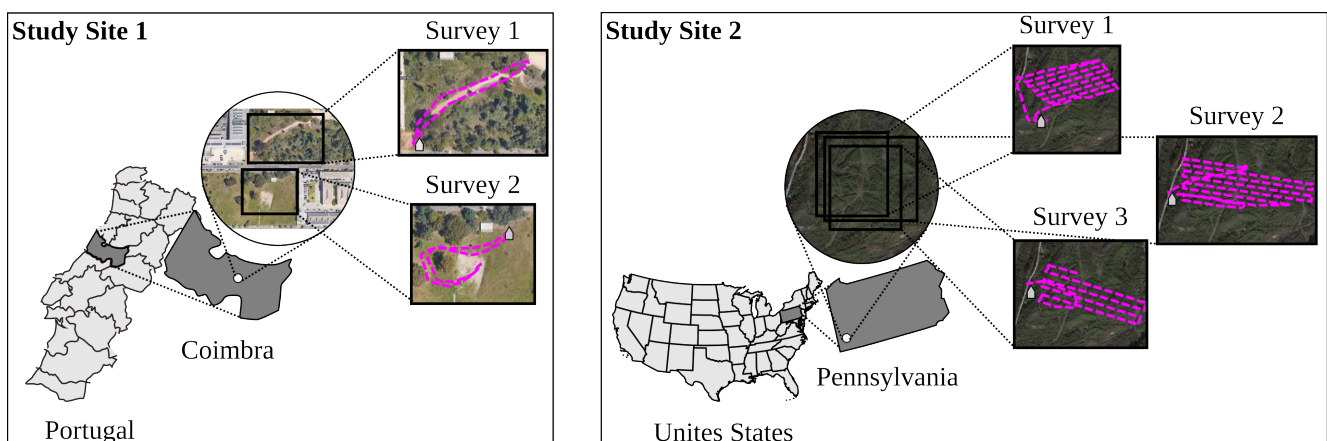 Study Site 1
Survey 1
Survey 2
Coimbra
Portugal
Study Site 2
Survey 1
Survey 2
Survey 3
Pennsylvania
Unites States